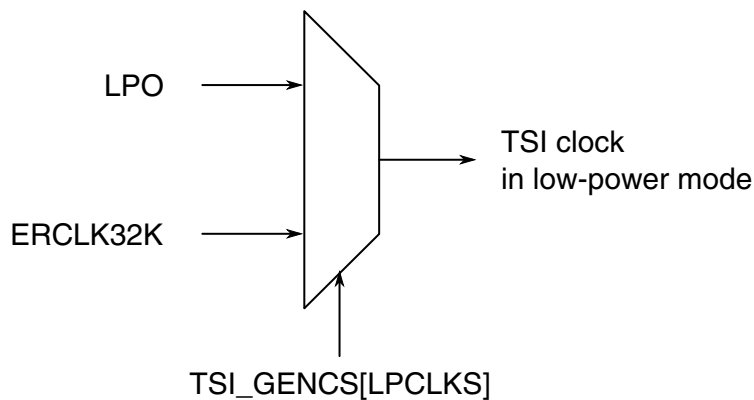 LPO
TSI clock
in low-power mode
ERCLK32K
TSI_GENCS[LPCLKS]